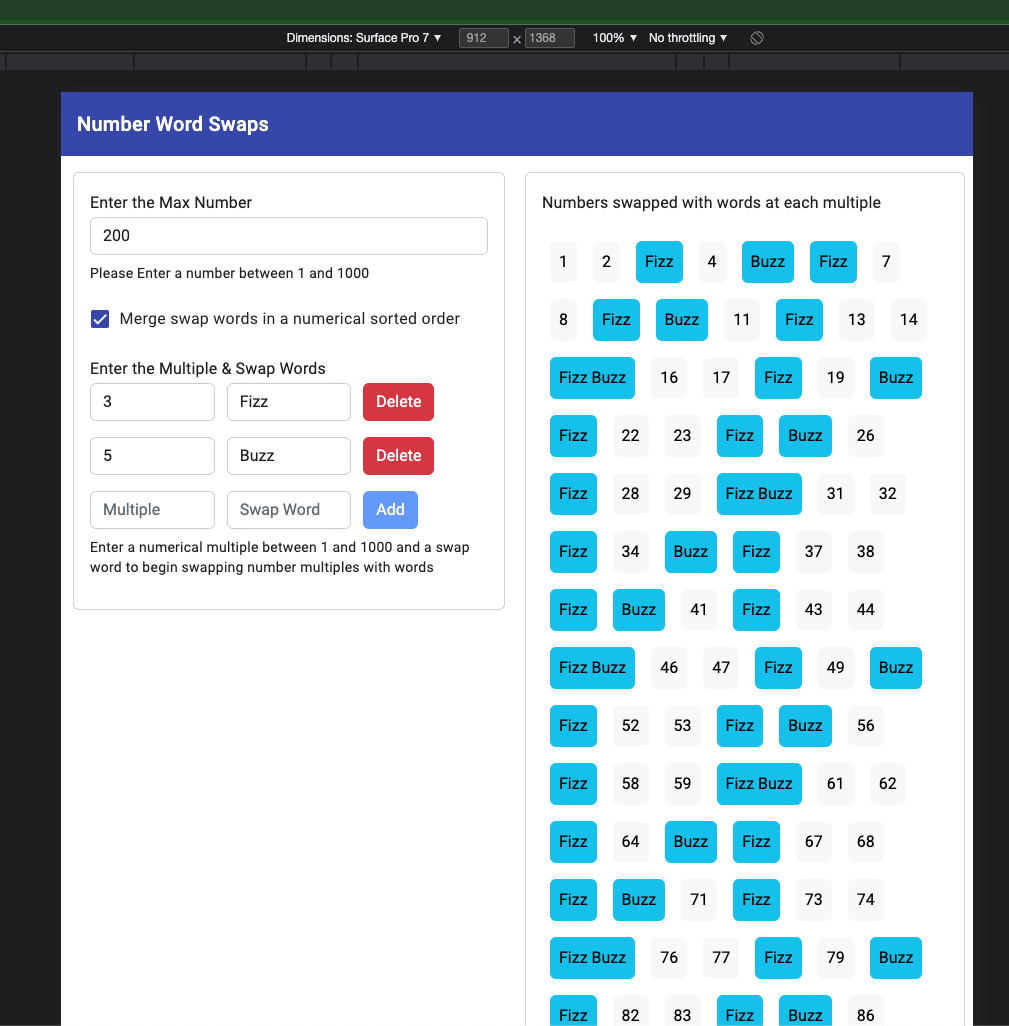 Dimensions: Surface Pro 7 ▼ 912 × 1368 100% ▼ No throttling ▼
Number Word Swaps
Enter the Max Number
200
Please Enter a number between 1 and 1000
Merge swap words in a numerical sorted order
Enter the Multiple & Swap Words
3 Fizz Delete
5 Buzz Delete
Multiple Swap Word Add
Enter a numerical multiple between 1 and 1000 and a swap
word to begin swapping number multiples with words
Numbers swapped with words at each multiple
1 2 Fizz 4 Buzz Fizz 7
8 Fizz Buzz 11 Fizz 13 14
Fizz Buzz 16 17 Fizz 19 Buzz
Fizz 22 23 Fizz Buzz 26
Fizz 28 29 Fizz Buzz 31 32
Fizz 34 Buzz Fizz 37 38
Fizz Buzz 41 Fizz 43 44
Fizz Buzz 46 47 Fizz 49 Buzz
Fizz 52 53 Fizz Buzz 56
Fizz 58 59 Fizz Buzz 61 62
Fizz 64 Buzz Fizz 67 68
Fizz Buzz 71 Fizz 73 74
Fizz Buzz 76 77 Fizz 79 Buzz
Fizz 82 83 Fizz Buzz 86